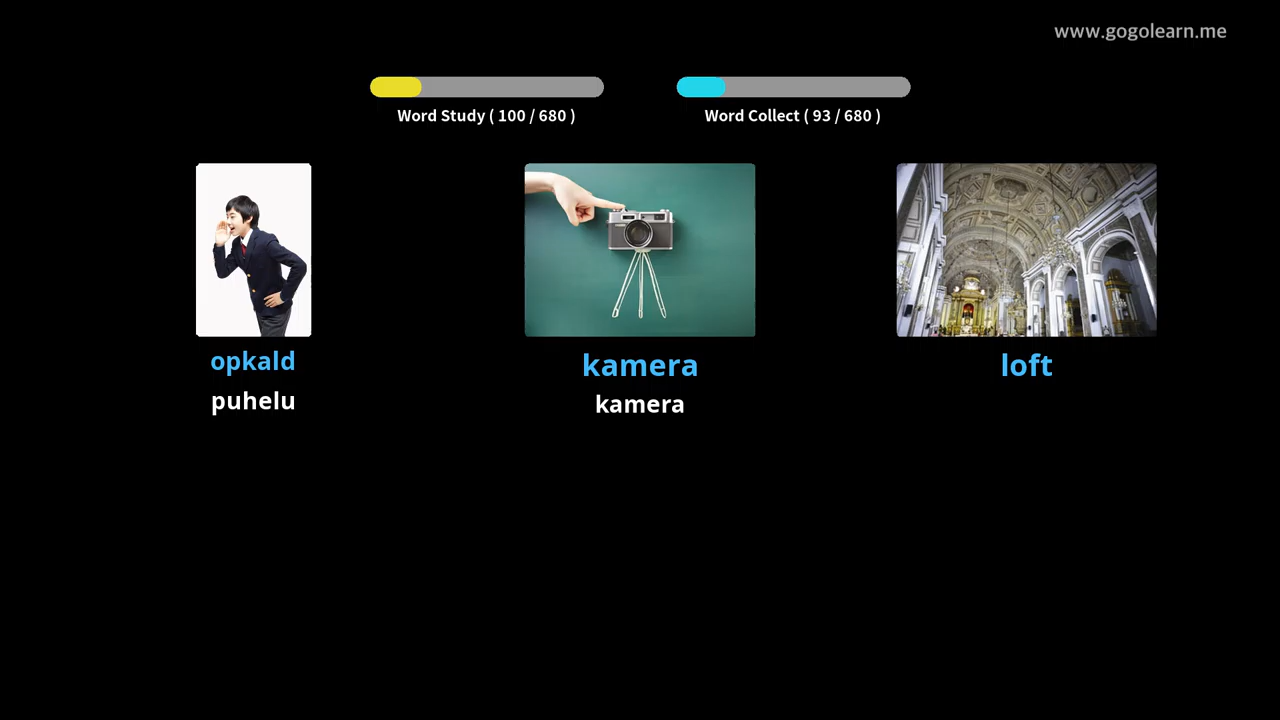 www.gogolearn.me
Word Study ( 100 / 680 )
Word Collect ( 93 / 680 )
opkald
puhelu
kamera
kamera
loft